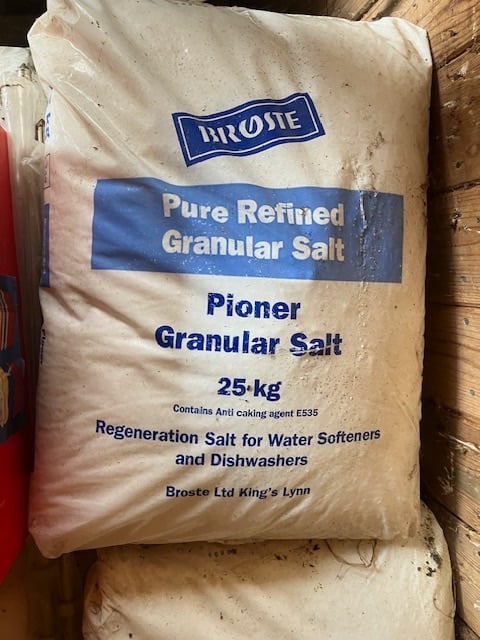 BRØSTE
Pure Refined
Granular Salt
Pioner
Granular Salt
25 kg
Contains Anti caking agent E535
Regeneration Salt for Water Softeners
and Dishwashers
Broste Ltd King's Lynn